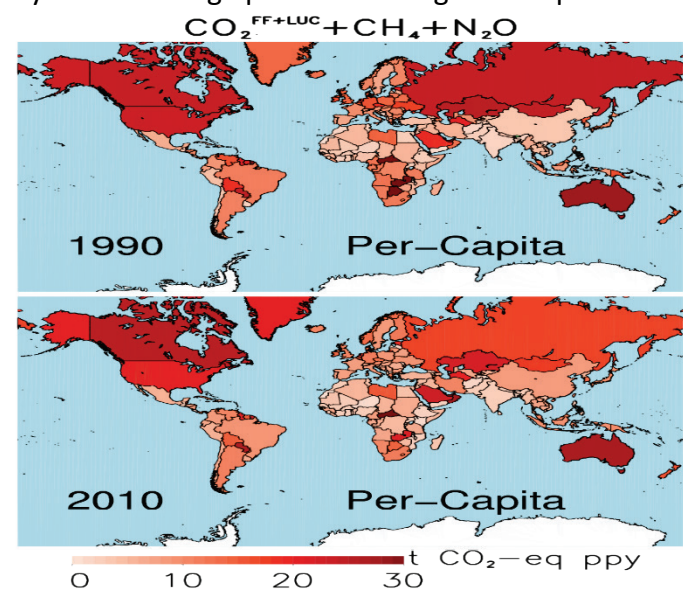 CO₂ᶠᶠ⁺ᴸᵁᶜ+CH₄+N₂O
1990 Per-Capita
2010 Per-Capita
t CO₂-eq ppy
0 10 20 30